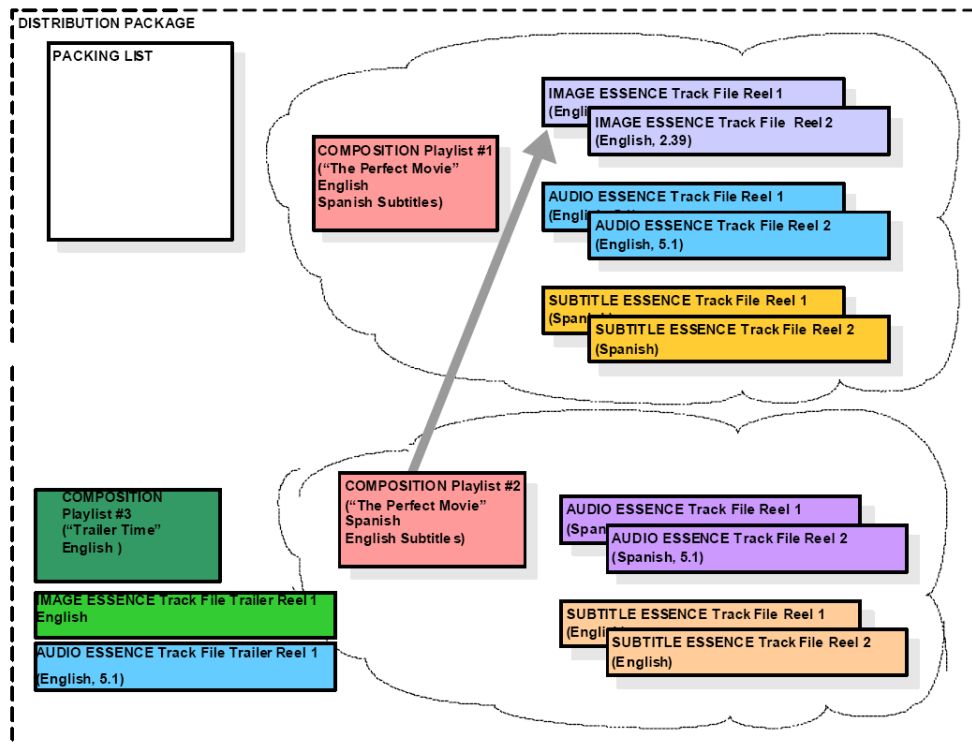 DISTRIBUTION PACKAGE
PACKING LIST
COMPOSITION Playlist #1
(“The Perfect Movie”
English
Spanish Subtitles)
IMAGE ESSENCE Track File Reel 1
IMAGE ESSENCE Track File Reel 2
(English, 2.39)
AUDIO ESSENCE Track File Reel 1
AUDIO ESSENCE Track File Reel 2
(English, 5.1)
SUBTITLE ESSENCE Track File Reel 1
SUBTITLE ESSENCE Track File Reel 2
(Spanish)
COMPOSITION Playlist #2
(“The Perfect Movie”
Spanish
English Subtitles)
AUDIO ESSENCE Track File Reel 1
AUDIO ESSENCE Track File Reel 2
(Spanish, 5.1)
SUBTITLE ESSENCE Track File Reel 1
SUBTITLE ESSENCE Track File Reel 2
(English)
COMPOSITION
Playlist #3
(“Trailer Time”
English )
IMAGE ESSENCE Track File Trailer Reel 1
English
AUDIO ESSENCE Track File Trailer Reel 1
(English, 5.1)